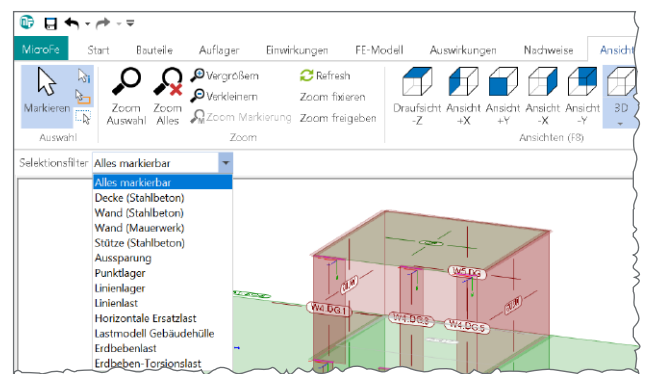 MicroFe Start Bauteile Auflager Einwirkungen FE-Modell Auswirkungen Nachweise Ansicht
Vergrößern Refresh
Verkleinern Zoom fixieren
Zoom Markierung Zoom freigeben
Markieren Zoom Auswahl Zoom Alles Draufsicht -Z Ansicht +X Ansicht +Y Ansicht -X Ansicht -Y 3D
Auswahl Zoom Ansichten (F8)
Selektionsfilter Alles markierbar
Alles markierbar
Decke (Stahlbeton)
Wand (Stahlbeton)
Wand (Mauerwerk)
Stütze (Stahlbeton)
Aussparung
Punktlager
Linienlager
Linienlast
Horizontale Ersatzlast
Lastmodell Gebäudehülle
Erdbebenlast
Erdbeben-Torsionslast
W5.DG
W4.DG.1
W4.DG.5